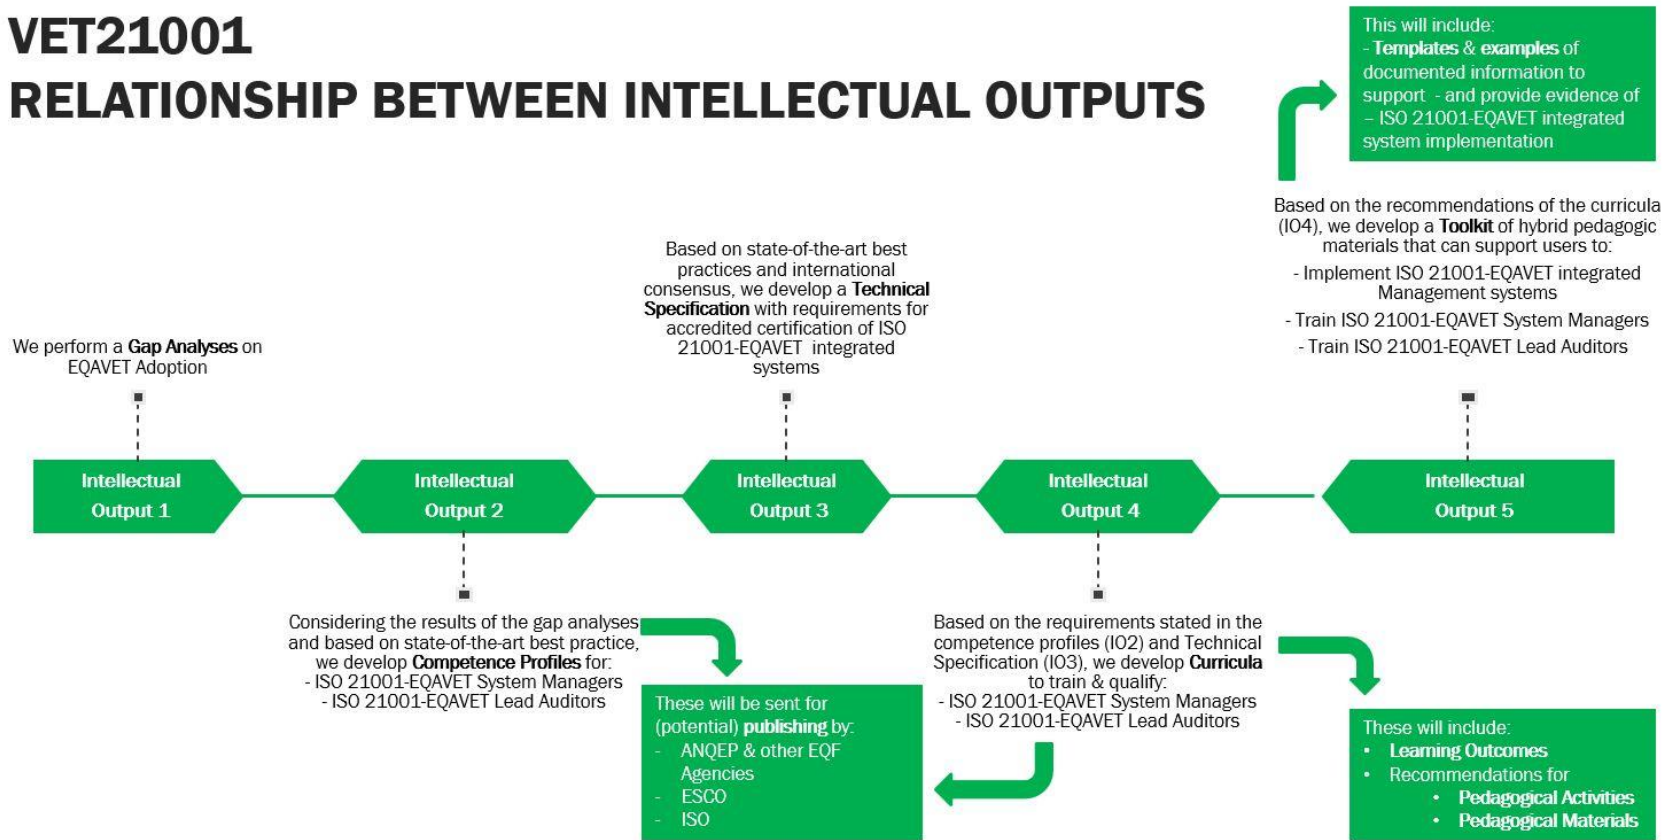 VET21001
RELATIONSHIP BETWEEN INTELLECTUAL OUTPUTS
This will include:
- Templates & examples of
documented information to
support - and provide evidence of
– ISO 21001-EQAVET integrated
system implementation
Based on the recommendations of the curricula
(IO4), we develop a Toolkit of hybrid pedagogic
materials that can support users to:
- Implement ISO 21001-EQAVET integrated
Management systems
- Train ISO 21001-EQAVET System Managers
- Train ISO 21001-EQAVET Lead Auditors
Based on state-of-the-art best
practices and international
consensus, we develop a Technical
Specification with requirements for
accredited certification of ISO
21001-EQAVET integrated
systems
We perform a Gap Analyses on
EQAVET Adoption
Intellectual
Output 1
Intellectual
Output 2
Intellectual
Output 3
Intellectual
Output 4
Intellectual
Output 5
Considering the results of the gap analyses
and based on state-of-the-art best practice,
we develop Competence Profiles for:
- ISO 21001-EQAVET System Managers
- ISO 21001-EQAVET Lead Auditors
These will be sent for
(potential) publishing by:
- ANQEP & other EQF
Agencies
- ESCO
- ISO
Based on the requirements stated in the
competence profiles (IO2) and Technical
Specification (IO3), we develop Curricula
to train & qualify:
- ISO 21001-EQAVET System Managers
- ISO 21001-EQAVET Lead Auditors
These will include:
• Learning Outcomes
• Recommendations for
• Pedagogical Activities
• Pedagogical Materials